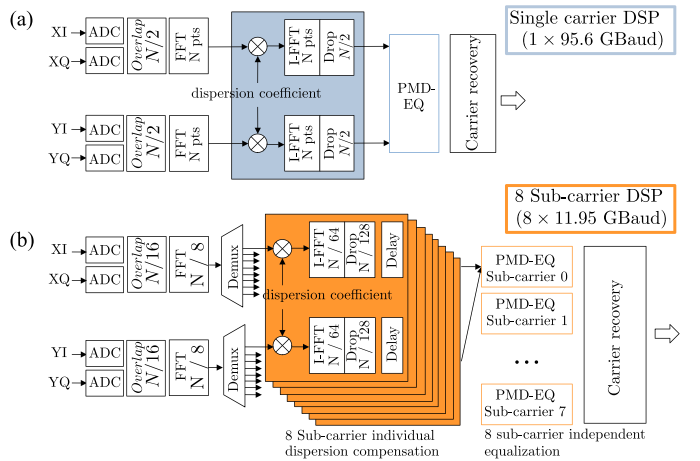 (a)
XI
XQ
ADC
ADC
Overlap
N/2
FFT
N pts
I-FFT
N pts
Drop
N/2
dispersion coefficient
YI
YQ
ADC
ADC
Overlap
N/2
FFT
N pts
I-FFT
N pts
Drop
N/2
PMD-
EQ
Carrier recovery
Single carrier DSP
(1 × 95.6 GBaud)
8 Sub-carrier DSP
(8 × 11.95 GBaud)
(b)
XI
XQ
ADC
ADC
Overlap
N/16
FFT
N / 8
Demux
I-FFT
N / 64
Drop
N / 128
Delay
dispersion coefficient
YI
YQ
ADC
ADC
Overlap
N/16
FFT
N / 8
Demux
I-FFT
N / 64
Drop
N / 128
Delay
PMD-EQ
Sub-carrier 0
PMD-EQ
Sub-carrier 1
...
PMD-EQ
Sub-carrier 7
Carrier recovery
8 Sub-carrier individual
dispersion compensation
8 sub-carrier independent
equalization